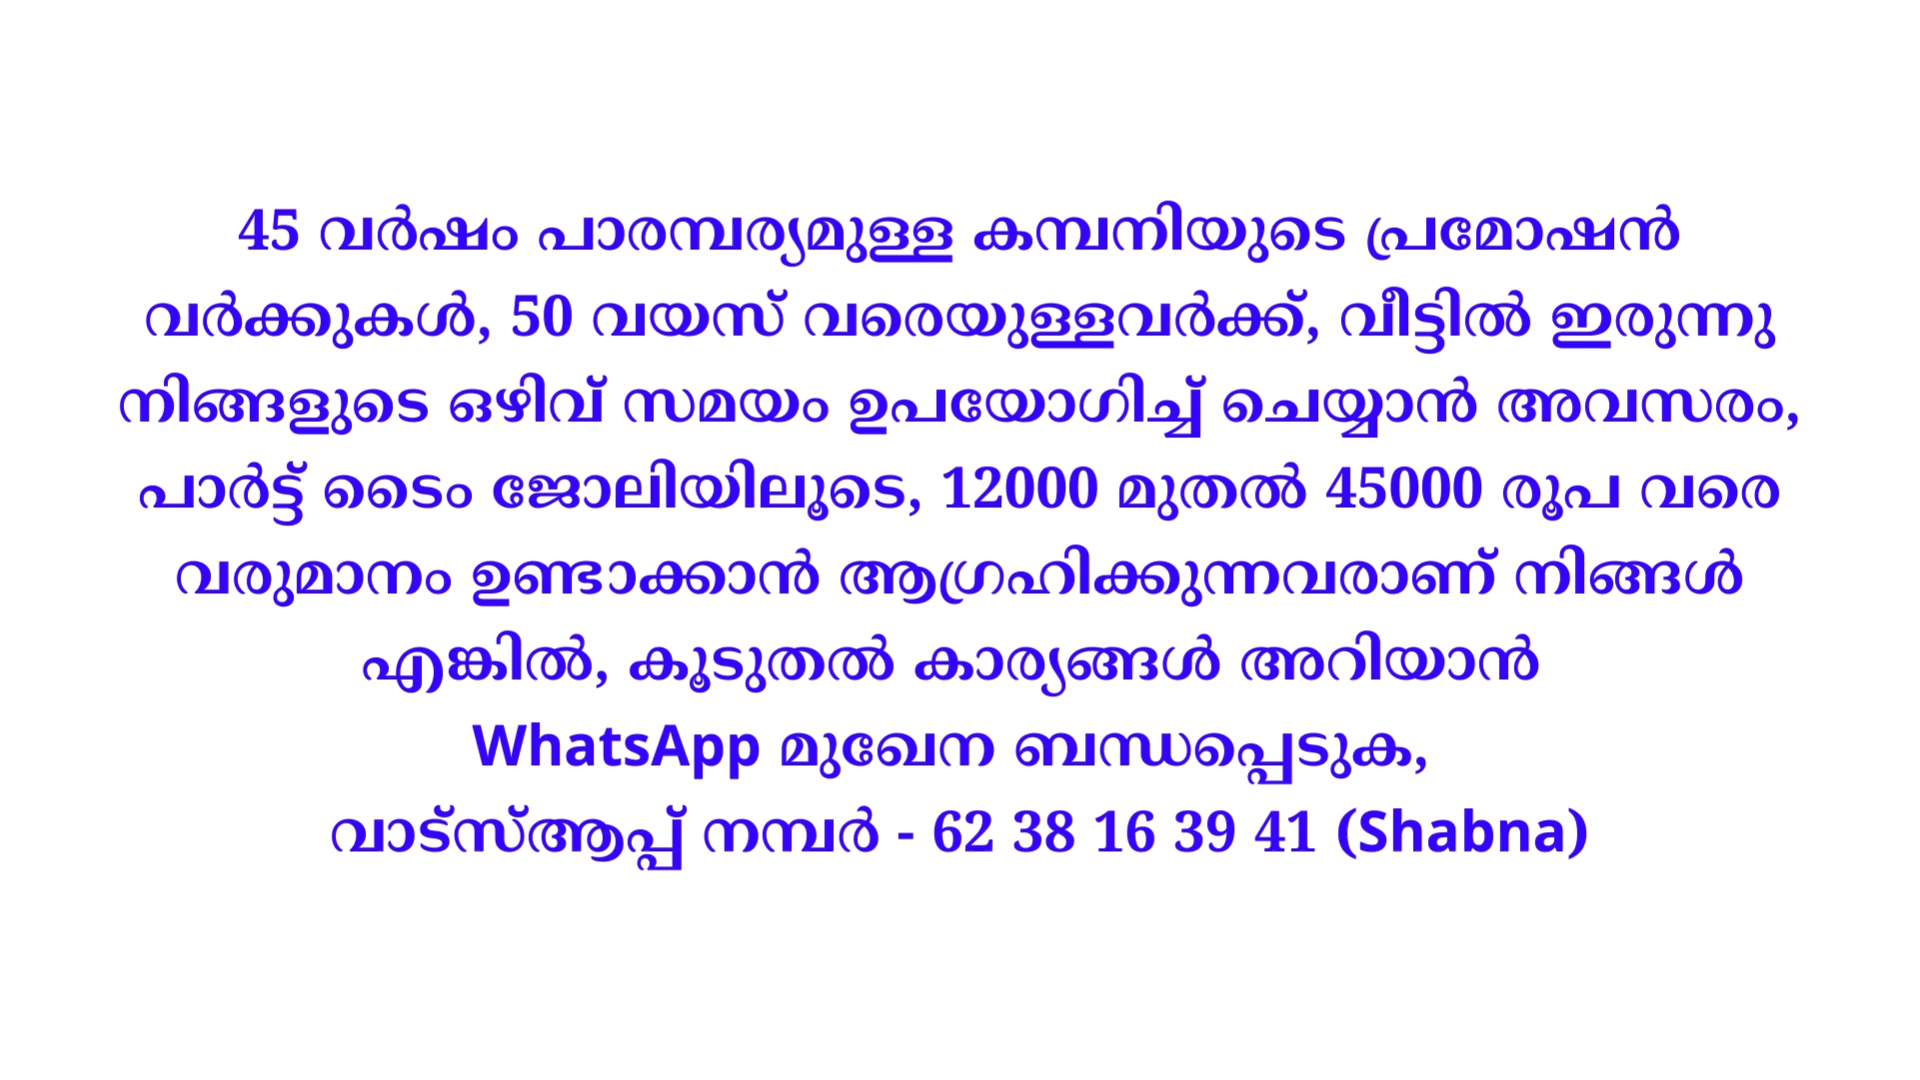 45 വർഷം പാരമ്പര്യമുള്ള കമ്പനിയുടെ പ്രമോഷൻ
വർക്കുകൾ, 50 വയസ് വരെയുള്ളവർക്ക്, വീട്ടിൽ ഇരുന്നു
നിങ്ങളുടെ ഒഴിവ് സമയം ഉപയോഗിച്ച് ചെയ്യാൻ അവസരം,
പാർട്ട് ടൈം ജോലിയിലൂടെ, 12000 മുതൽ 45000 രൂപ വരെ
വരുമാനം ഉണ്ടാക്കാൻ ആഗ്രഹിക്കുന്നവരാണ് നിങ്ങൾ
എങ്കിൽ, കൂടുതൽ കാര്യങ്ങൾ അറിയാൻ
WhatsApp മുഖേന ബന്ധപ്പെടുക,
വാട്സ്ആപ്പ് നമ്പർ - 62 38 16 39 41 (Shabna)